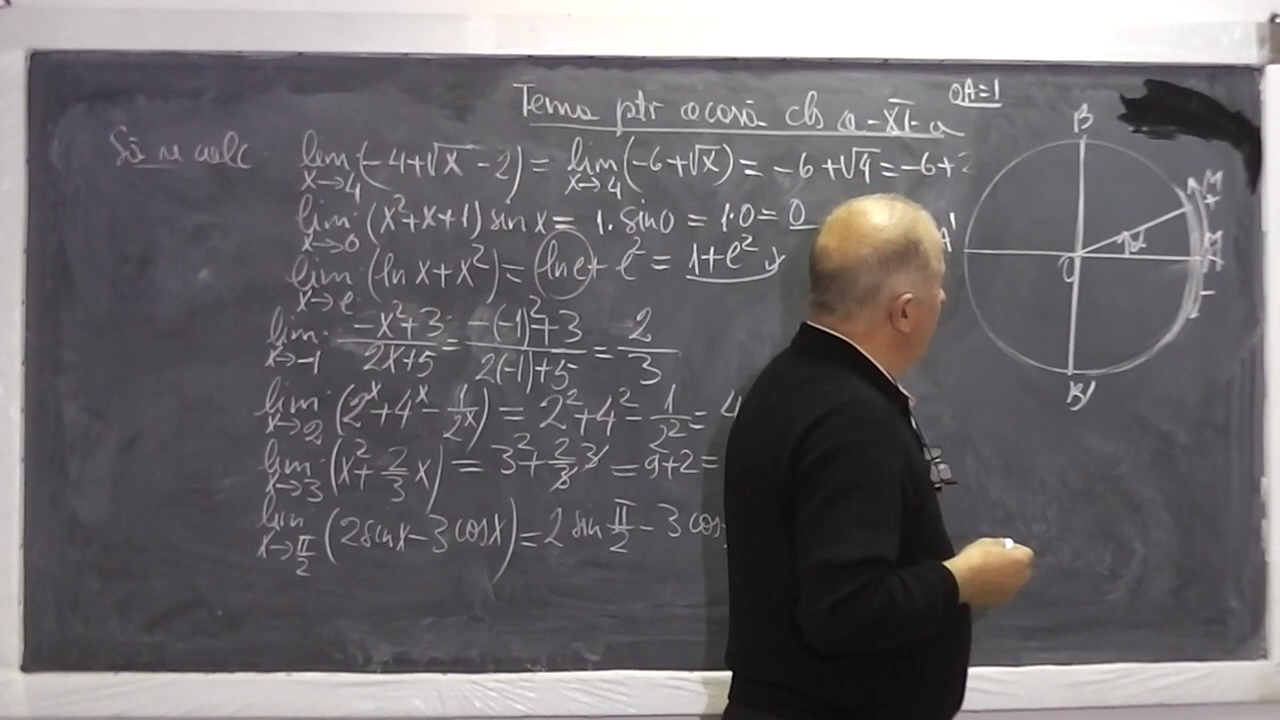 Tema ptr acasă cls a-XI-a
OA=1
Să se calc
lim x→4 (-4+√x-2) = lim x→4 (-6+√x) = -6+√4 = -6+2
lim x→0 (x²+x+1) sin x = 1·sin 0 = 1·0 = 0
lim x→e (ln x+x²) = ln e + e² = 1+e²
lim x→-1 (-x²+3)/(2x+5) = (-(-1)²+3)/(2(-1)+5) = 2/3
lim x→2 (2^x+4^x-1/2^x) = 2²+4²-1/2² = 4
lim x→3 (x²+2/3 x) = 3²+2/3 3 = 9+2 =
lim x→π/2 (2sin x-3cos x) = 2 sin π/2 - 3 cos
B
A'
O
B'